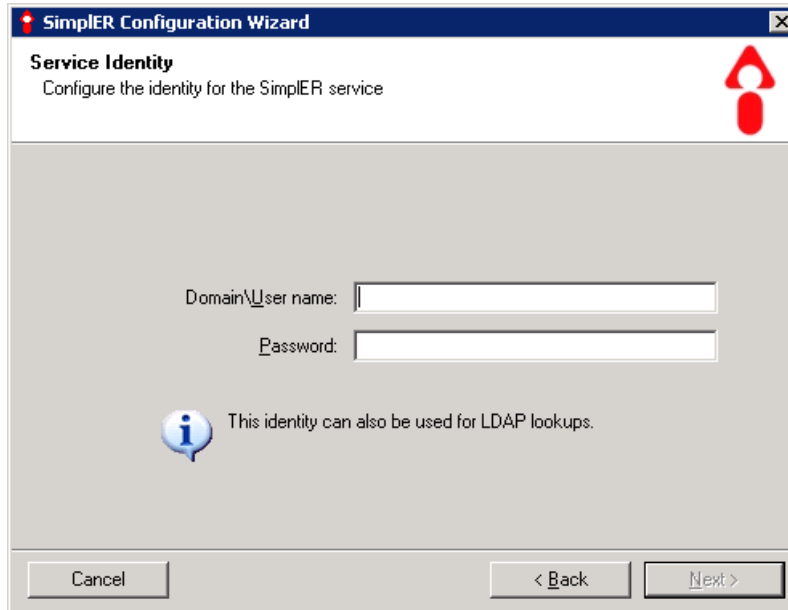 SimplER Configuration Wizard
Service Identity
Configure the identity for the SimplER service
Domain\User name:
Password:
This identity can also be used for LDAP lookups.
Cancel
< Back
Next >